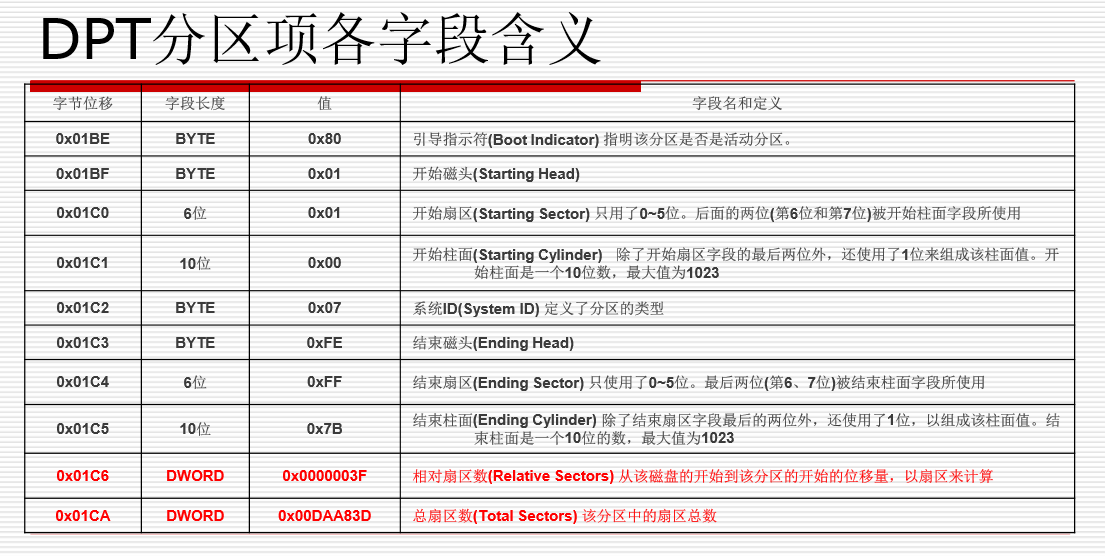 DPT分区项各字段含义
字节位移 字段长度 值 字段名和定义
0x01BE BYTE 0x80 引导指示符(Boot Indicator) 指明该分区是否是活动分区。
0x01BF BYTE 0x01 开始磁头(Starting Head)
0x01C0 6位 0x01 开始扇区(Starting Sector) 只用了0~5位。后面的两位(第6位和第7位)被开始柱面字段所使用
0x01C1 10位 0x00 开始柱面(Starting Cylinder) 除了开始扇区字段的最后两位外，还使用了1位来组成该柱面值。开
始柱面是一个10位数，最大值为1023
0x01C2 BYTE 0x07 系统ID(System ID) 定义了分区的类型
0x01C3 BYTE 0xFE 结束磁头(Ending Head)
0x01C4 6位 0xFF 结束扇区(Ending Sector) 只使用了0~5位。最后两位(第6、7位)被结束柱面字段所使用
0x01C5 10位 0x7B 结束柱面(Ending Cylinder) 除了结束扇区字段最后的两位外，还使用了1位，以组成该柱面值。结
束柱面是一个10位的数，最大值为1023
0x01C6 DWORD 0x0000003F 相对扇区数(Relative Sectors) 从该磁盘的开始到该分区的开始的位移量，以扇区来计算
0x01CA DWORD 0x00DAA83D 总扇区数(Total Sectors) 该分区中的扇区总数